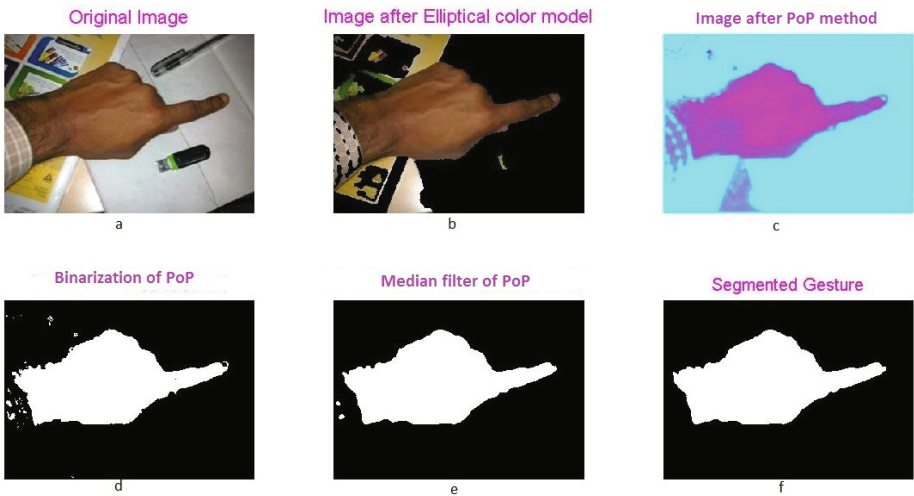 Original Image
Image after Elliptical color model
Image after PoP method
a
b
c
Binarization of PoP
Median filter of PoP
Segmented Gesture
d
e
f